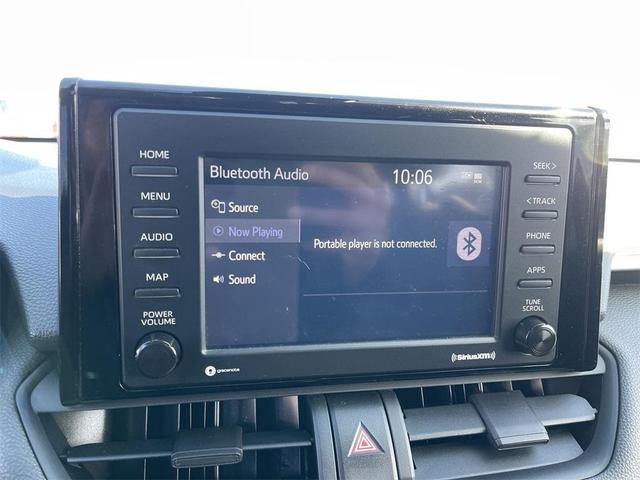 HOME
MENU
AUDIO
MAP
POWER
VOLUME
Bluetooth Audio 10:06
Source
Now Playing
Connect
Sound
Portable player is not connected.
SEEK >
< TRACK
PHONE
APPS
TUNE
SCROLL
gracenote
((SiriusXM))